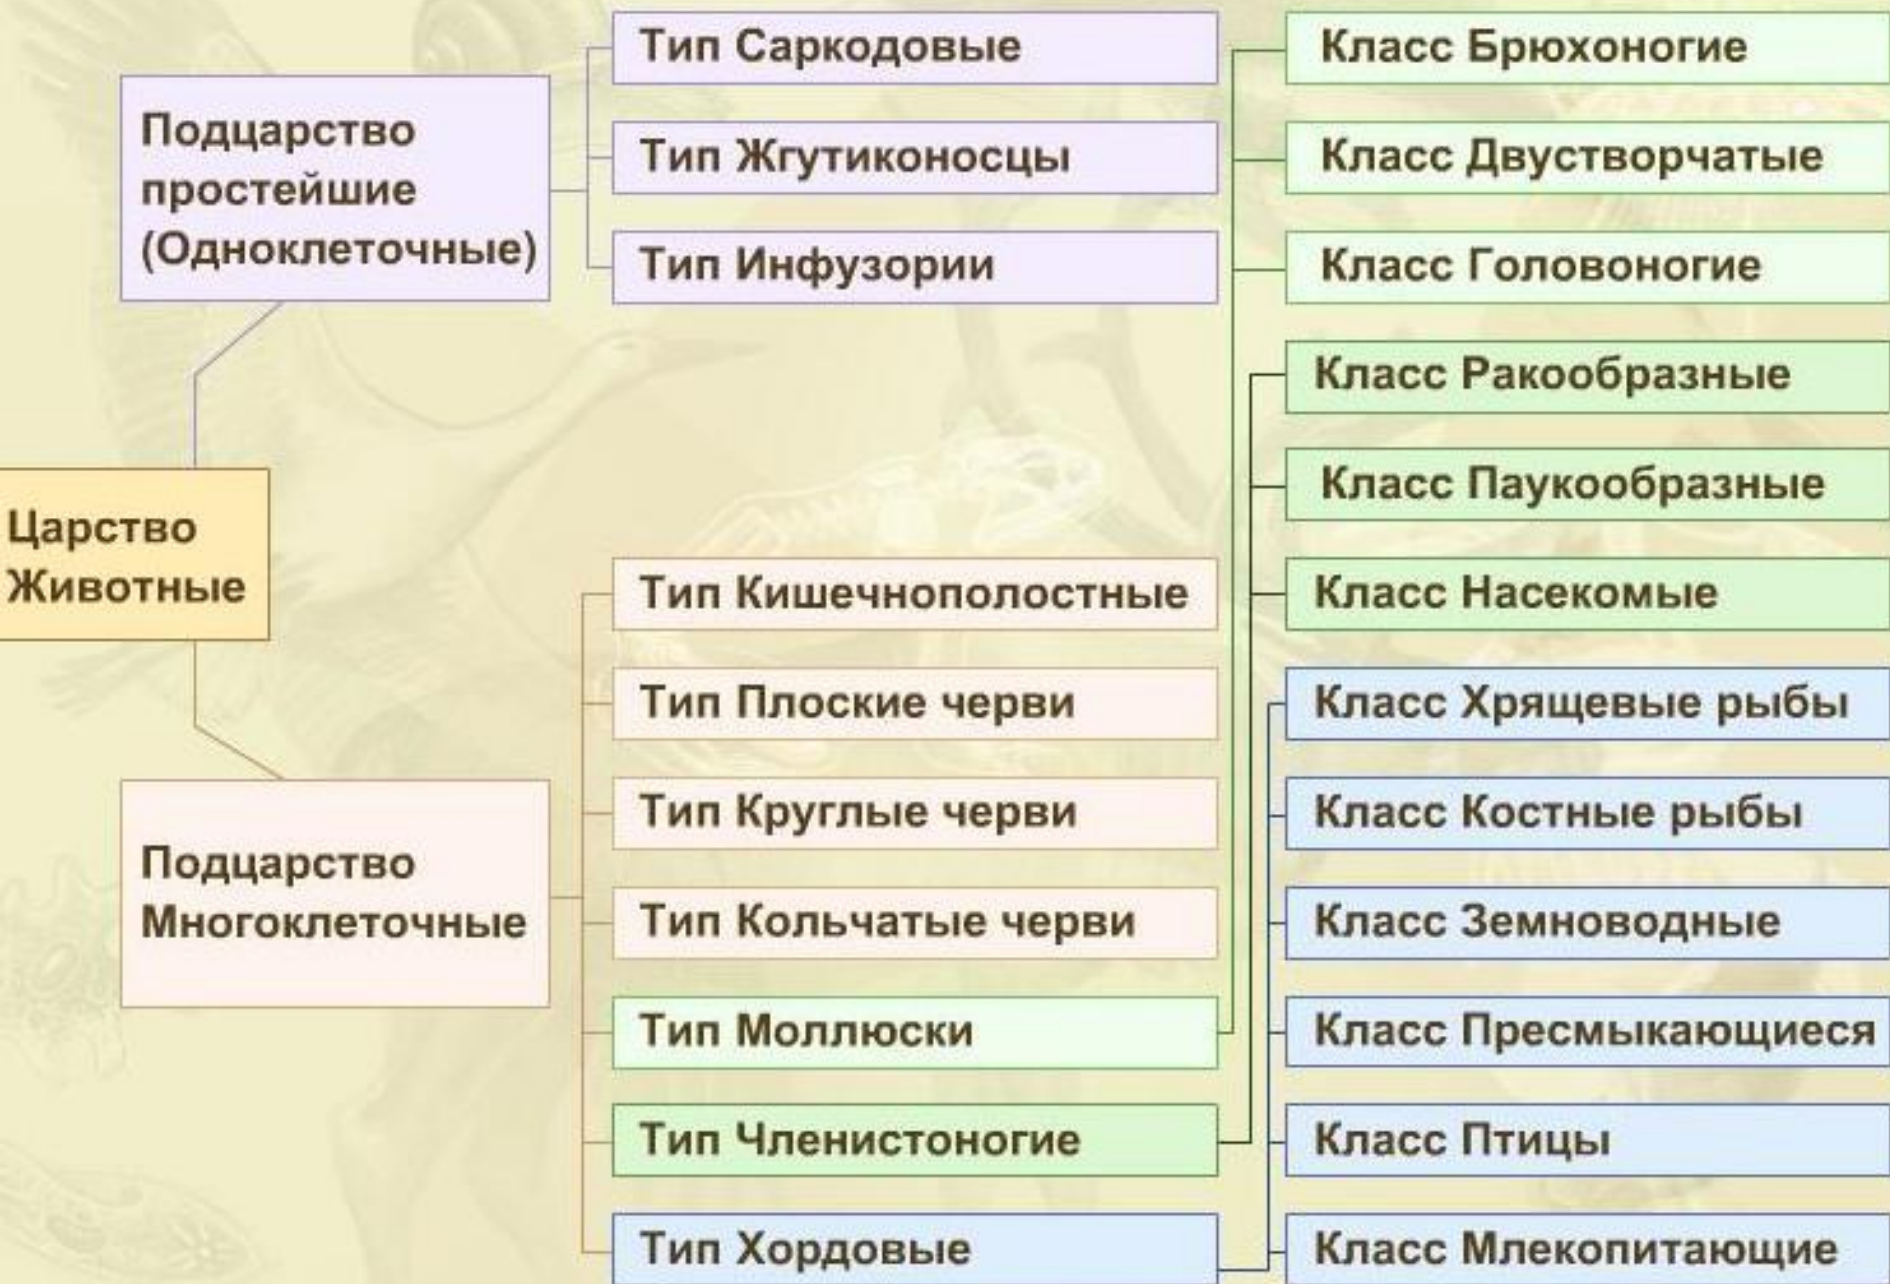 Царство
Животные
Подцарство
простейшие
(Одноклеточные)
Тип Саркодовые
Тип Жгутиконосцы
Тип Инфузории
Подцарство
Многоклеточные
Тип Кишечнополостные
Тип Плоские черви
Тип Круглые черви
Тип Кольчатые черви
Тип Моллюски
Тип Членистоногие
Тип Хордовые
Класс Брюхоногие
Класс Двустворчатые
Класс Головоногие
Класс Ракообразные
Класс Паукообразные
Класс Насекомые
Класс Хрящевые рыбы
Класс Костные рыбы
Класс Земноводные
Класс Пресмыкающиеся
Класс Птицы
Класс Млекопитающие